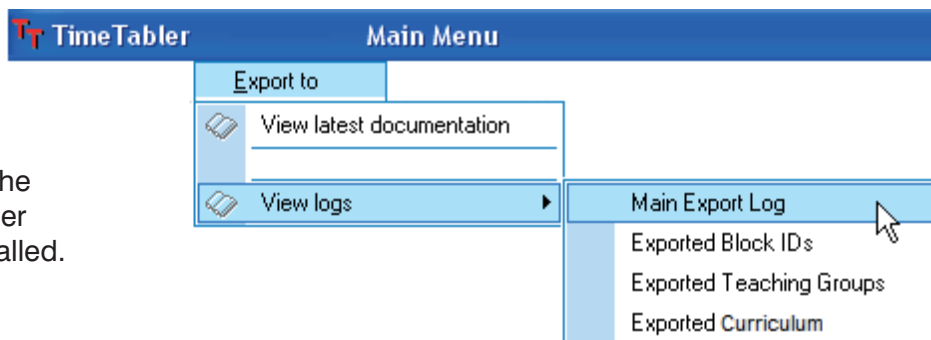 TT TimeTabler Main Menu
Export to
View latest documentation
he
View logs Main Export Log
er
alled.
Exported Block IDs
Exported Teaching Groups
Exported Curriculum